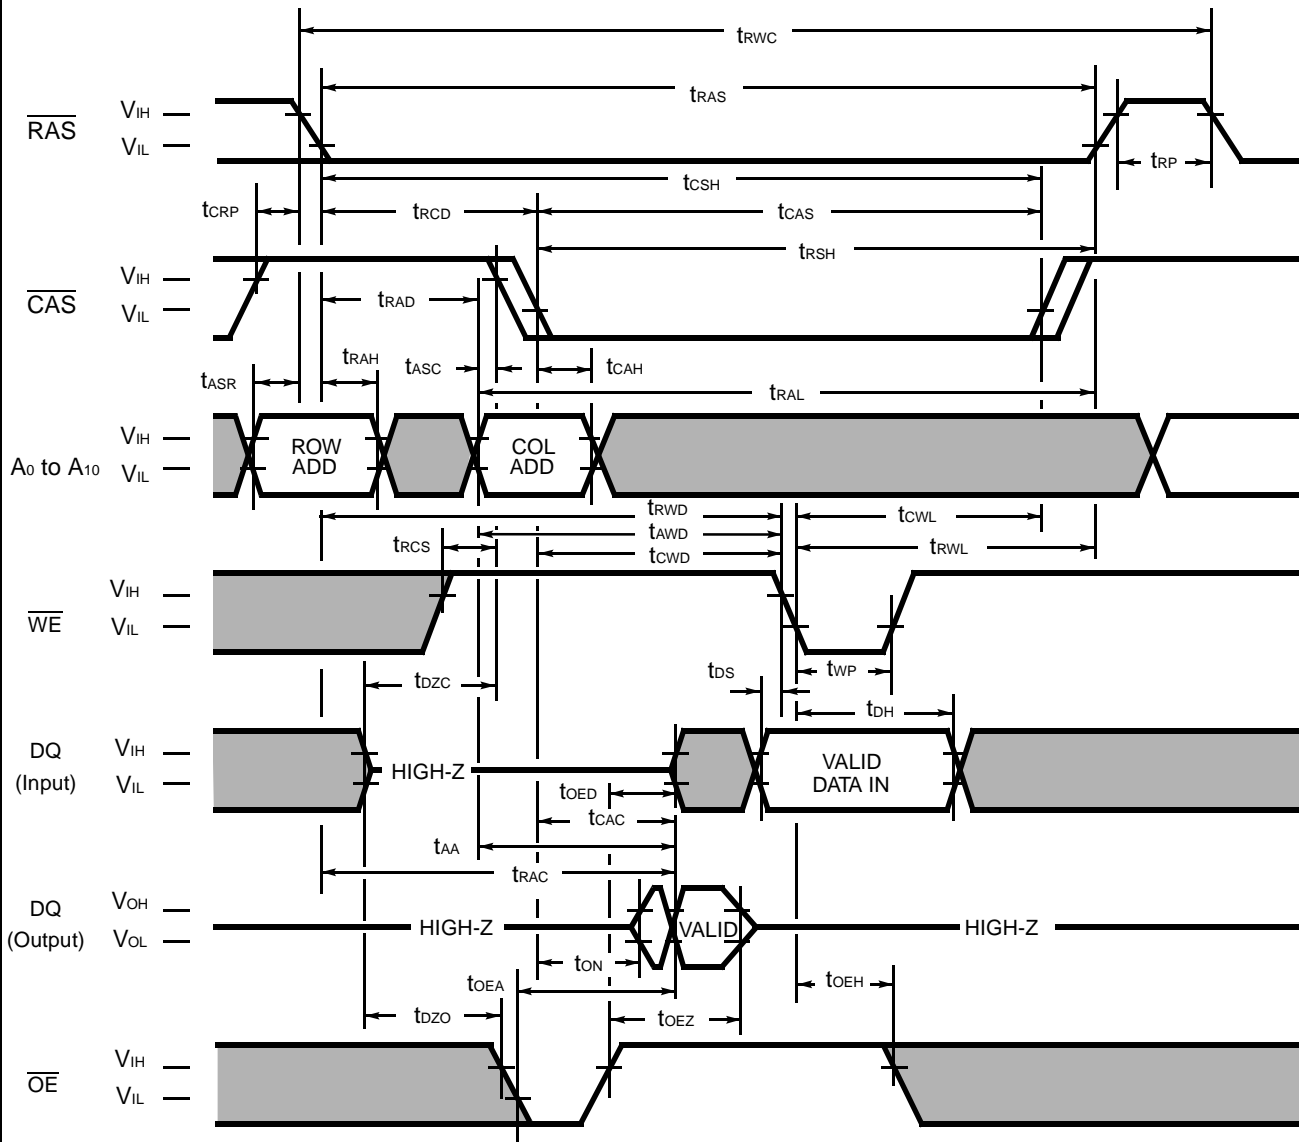 tRWC
tRAS
RAS VIH
VIL
tRP
tCSH
tCRP tRCD tCAS
tRSH
CAS VIH
VIL
tRAD
tRAH
tASR tASC tCAH
tRAL
A0 to A10 VIH
VIL
ROW ADD
COL ADD
tRWD tCWL
tAWD
tRCS tCWD tRWL
WE VIH
VIL
tDZC tDS tWP
tDH
DQ (Input) VIH
VIL
HIGH-Z
VALID DATA IN
tOED
tCAC
tAA
tRAC
DQ (Output) VOH
VOL
HIGH-Z VALID HIGH-Z
tON
tOEA tOEH
tDZO tOEZ
OE VIH
VIL